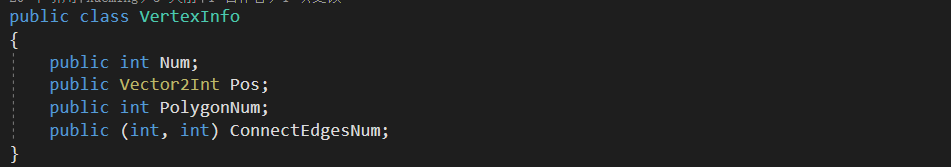 public class VertexInfo
{
public int Num;
public Vector2Int Pos;
public int PolygonNum;
public (int, int) ConnectEdgesNum;
}